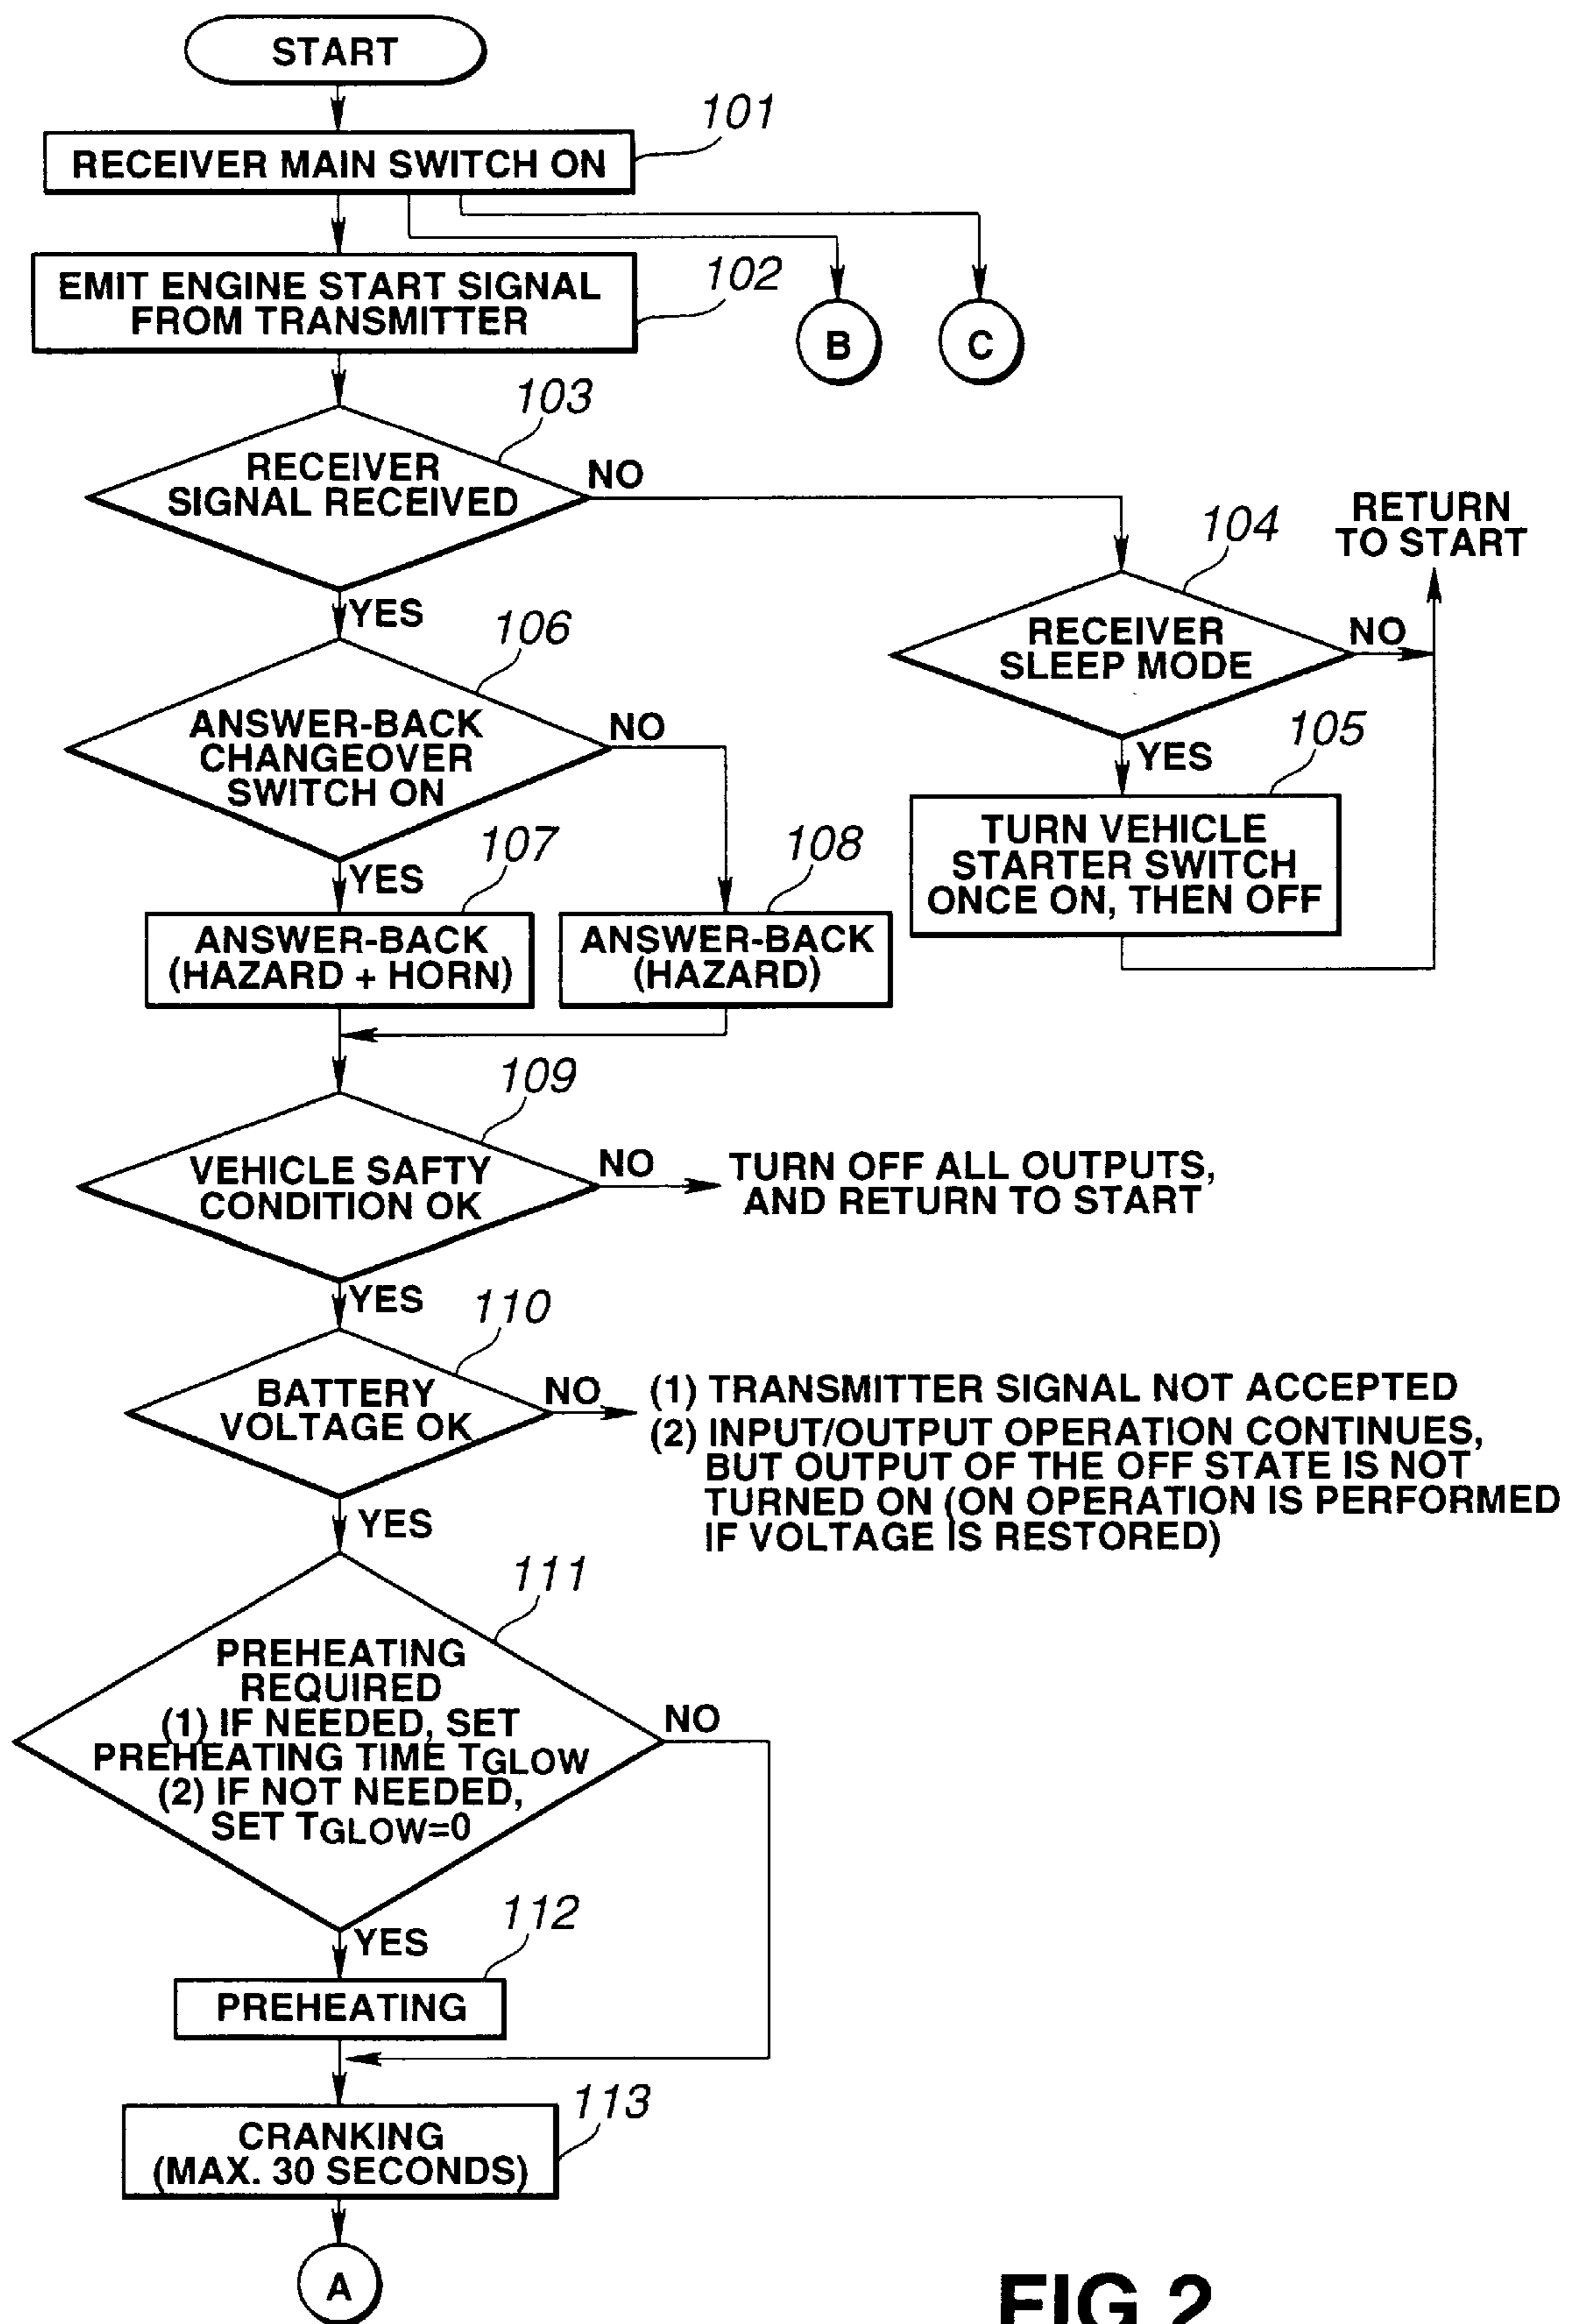 START
101
RECEIVER MAIN SWITCH ON
EMIT ENGINE START SIGNAL
FROM TRANSMITTER
102
B
C
103
RECEIVER
SIGNAL RECEIVED
NO
YES
104
RETURN
TO START
RECEIVER
SLEEP MODE
NO
YES
105
TURN VEHICLE
STARTER SWITCH
ONCE ON, THEN OFF
106
ANSWER-BACK
CHANGEOVER
SWITCH ON
NO
YES
107
ANSWER-BACK
(HAZARD + HORN)
108
ANSWER-BACK
(HAZARD)
109
VEHICLE SAFTY
CONDITION OK
NO
TURN OFF ALL OUTPUTS,
AND RETURN TO START
YES
110
BATTERY
VOLTAGE OK
NO
(1) TRANSMITTER SIGNAL NOT ACCEPTED
(2) INPUT/OUTPUT OPERATION CONTINUES,
BUT OUTPUT OF THE OFF STATE IS NOT
TURNED ON (ON OPERATION IS PERFORMED
IF VOLTAGE IS RESTORED)
YES
111
PREHEATING
REQUIRED
(1) IF NEEDED, SET
PREHEATING TIME TGLOW
(2) IF NOT NEEDED,
SET TGLOW=0
NO
YES
112
PREHEATING
113
CRANKING
(MAX. 30 SECONDS)
A
FIG.2